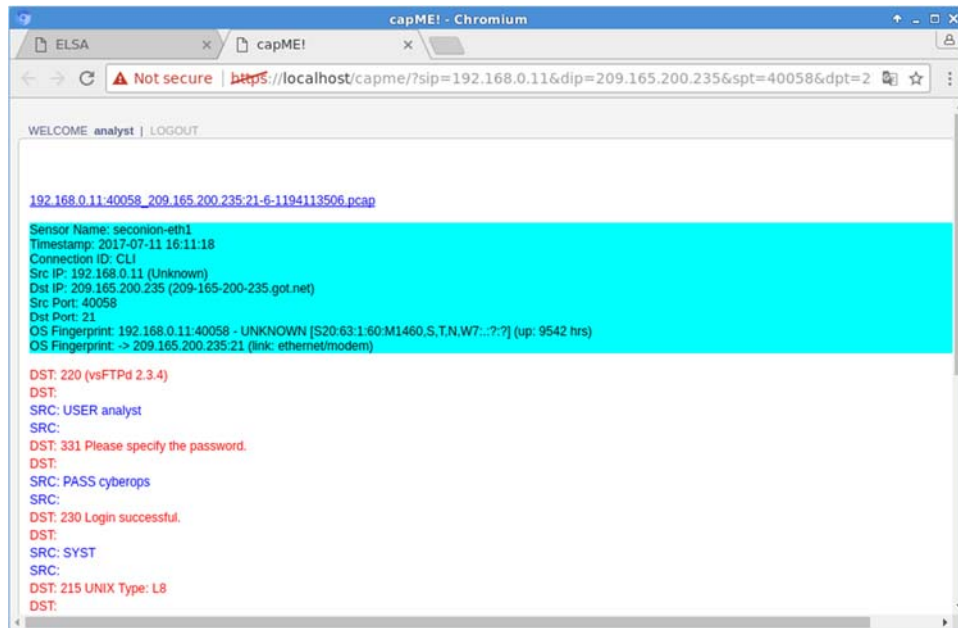 capME! - Chromium
ELSA
capME!
Not secure | https://localhost/capme/?sip=192.168.0.11&dip=209.165.200.235&spt=40058&dpt=2
WELCOME analyst | LOGOUT
192.168.0.11:40058_209.165.200.235:21-6-1194113506.pcap
Sensor Name: seconion-eth1
Timestamp: 2017-07-11 16:11:18
Connection ID: CLI
Src IP: 192.168.0.11 (Unknown)
Dst IP: 209.165.200.235 (209-165-200-235.got.net)
Src Port: 40058
Dst Port: 21
OS Fingerprint: 192.168.0.11:40058 - UNKNOWN [S20:63:1:60:M1460,S,T,N,W7:.:?:?] (up: 9542 hrs)
OS Fingerprint: -> 209.165.200.235:21 (link: ethernet/modem)
DST: 220 (vsFTPd 2.3.4)
DST:
SRC: USER analyst
SRC:
DST: 331 Please specify the password.
DST:
SRC: PASS cyberops
SRC:
DST: 230 Login successful.
DST:
SRC: SYST
SRC:
DST: 215 UNIX Type: L8
DST: